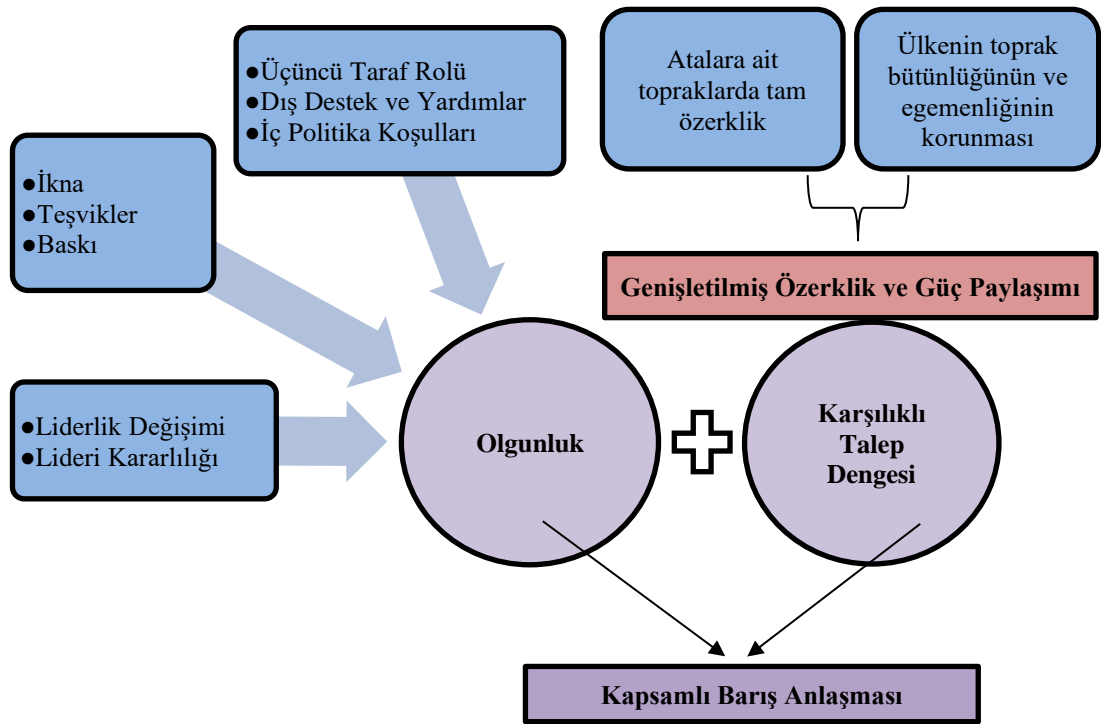 ●Üçüncü Taraf Rolü
●Dış Destek ve Yardımlar
●İç Politika Koşulları
Atalara ait
topraklarda tam
özerklik
Ülkenin toprak
bütünlüğünün ve
egemenliğinin
korunması
●İkna
●Teşvikler
●Baskı
Genişletilmiş Özerklik ve Güç Paylaşımı
●Liderlik Değişimi
●Lideri Kararlılığı
Olgunluk
Karşılıklı
Talep
Dengesi
Kapsamlı Barış Anlaşması